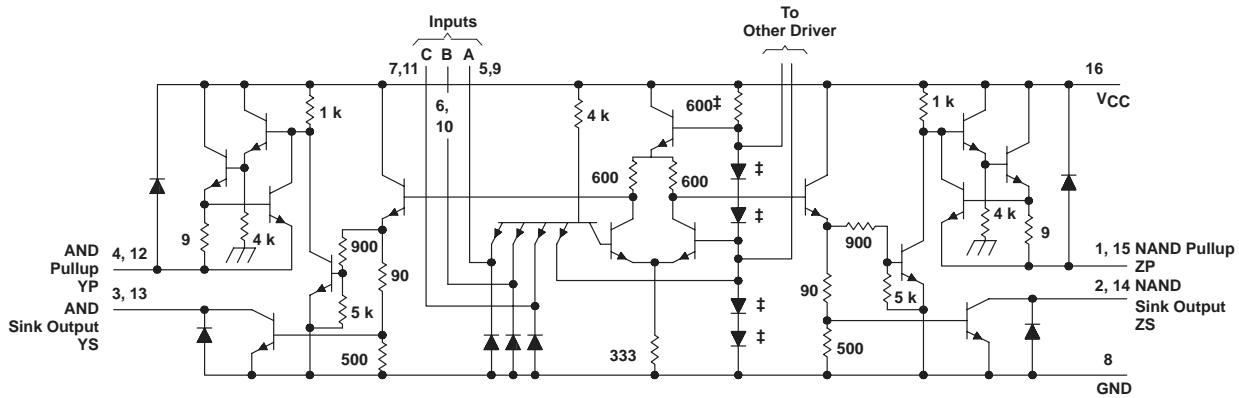 Inputs
To
Other Driver
C B A
7,11
5,9
6,
10
16
VCC
1 k
4 k
600‡
1 k
‡
600
600
‡
9
4 k
900
900
4 k
9
AND
Pullup
YP
4, 12
90
90
1, 15 NAND Pullup
ZP
3, 13
AND
Sink Output
YS
5 k
5 k
2, 14 NAND
Sink Output
ZS
‡
‡
500
333
500
8
GND